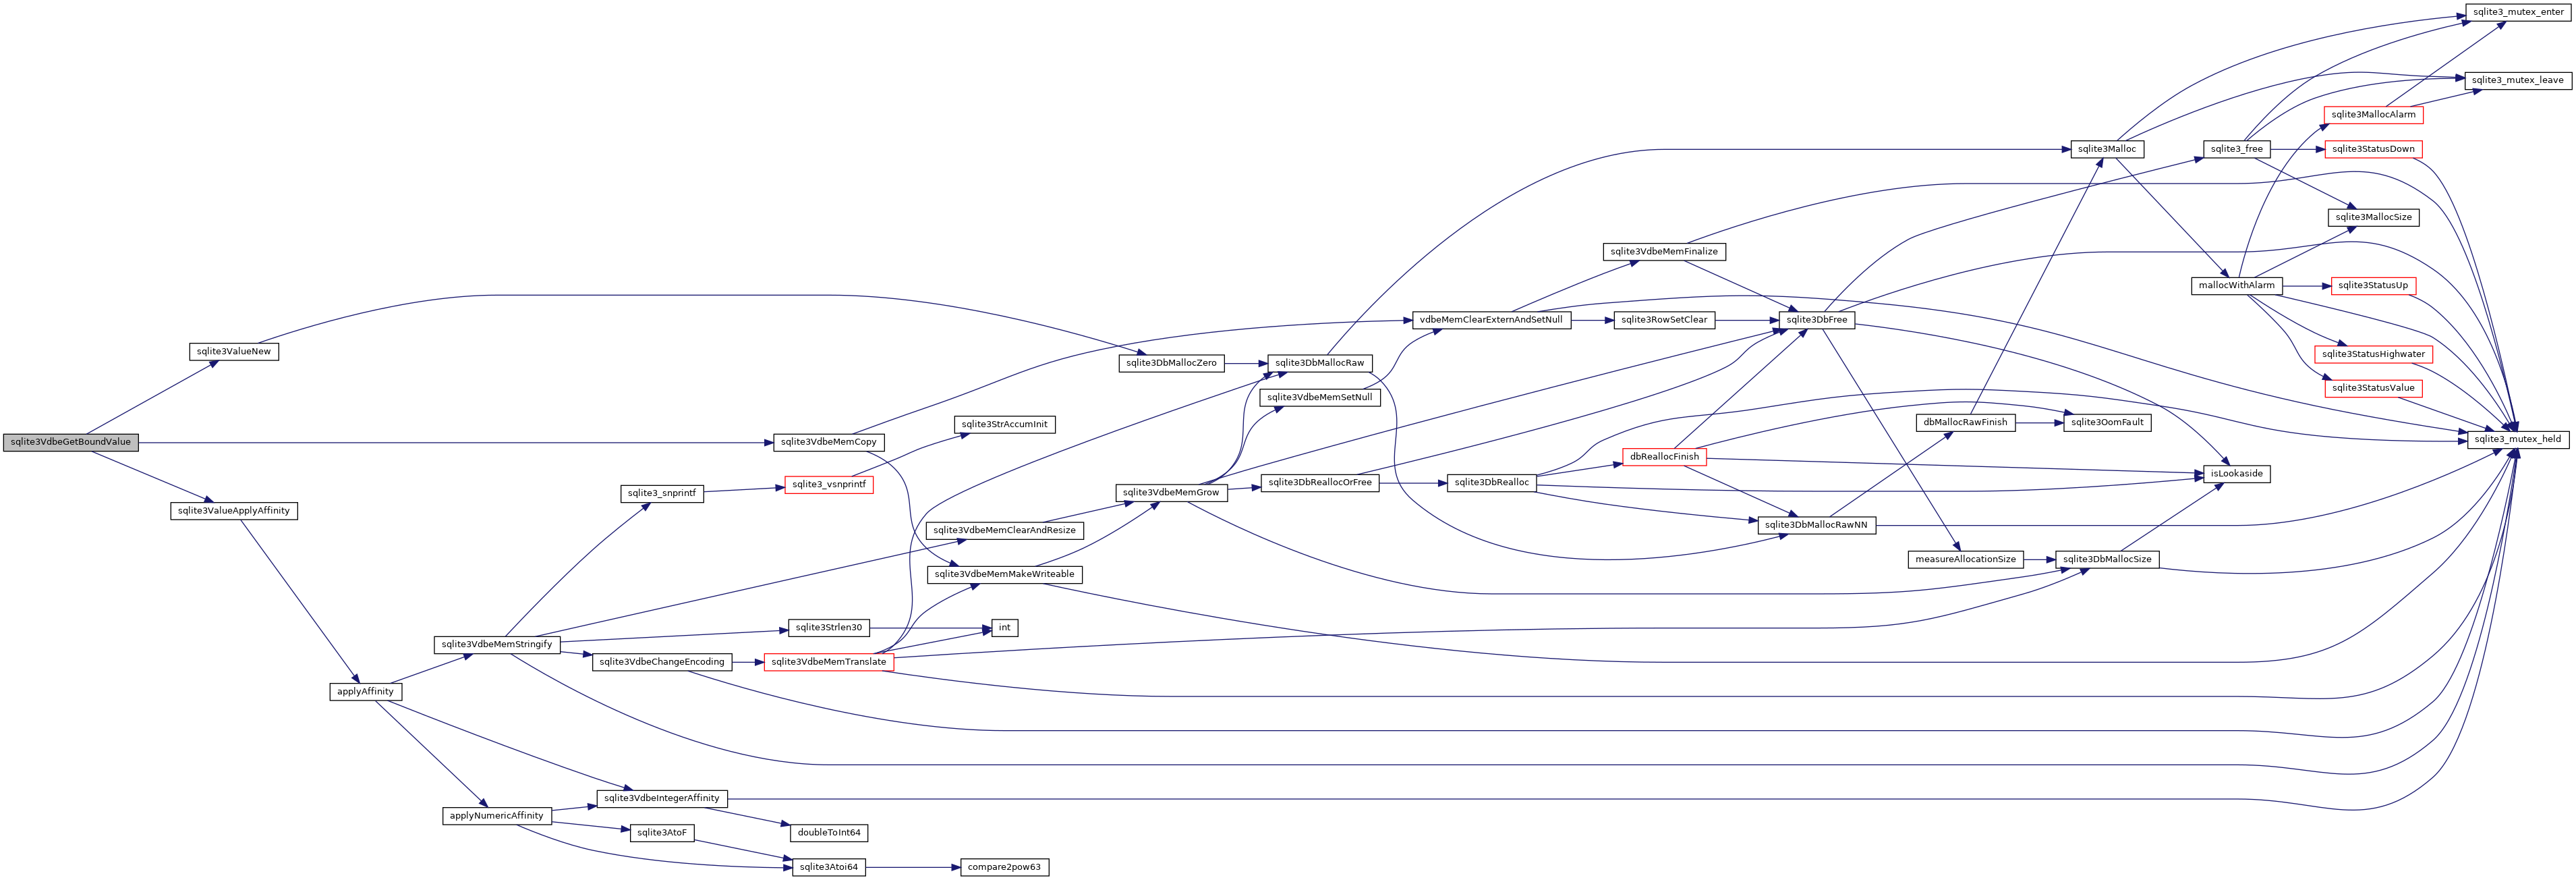 sqlite3_mutex_enter
sqlite3_mutex_leave
sqlite3MallocAlarm
sqlite3Malloc
sqlite3_free
sqlite3StatusDown
sqlite3MallocSize
sqlite3VdbeMemFinalize
mallocWithAlarm
sqlite3StatusUp
vdbeMemClearExternAndSetNull
sqlite3RowSetClear
sqlite3DbFree
sqlite3ValueNew
sqlite3StatusHighwater
sqlite3DbMallocZero
sqlite3DbMallocRaw
sqlite3StatusValue
sqlite3VdbeMemSetNull
sqlite3StrAccumInit
dbMallocRawFinish
sqlite3OomFault
sqlite3VdbeGetBoundValue
sqlite3VdbeMemCopy
sqlite3_mutex_held
dbReallocFinish
isLookaside
sqlite3_vsnprintf
sqlite3DbReallocOrFree
sqlite3DbRealloc
sqlite3_snprintf
sqlite3VdbeMemGrow
sqlite3ValueApplyAffinity
sqlite3DbMallocRawNN
sqlite3VdbeMemClearAndResize
measureAllocationSize
sqlite3DbMallocSize
sqlite3VdbeMemMakeWriteable
sqlite3Strlen30
int
sqlite3VdbeMemStringify
sqlite3VdbeChangeEncoding
sqlite3VdbeMemTranslate
applyAffinity
sqlite3VdbeIntegerAffinity
applyNumericAffinity
sqlite3AtoF
doubleToInt64
sqlite3Atoi64
compare2pow63